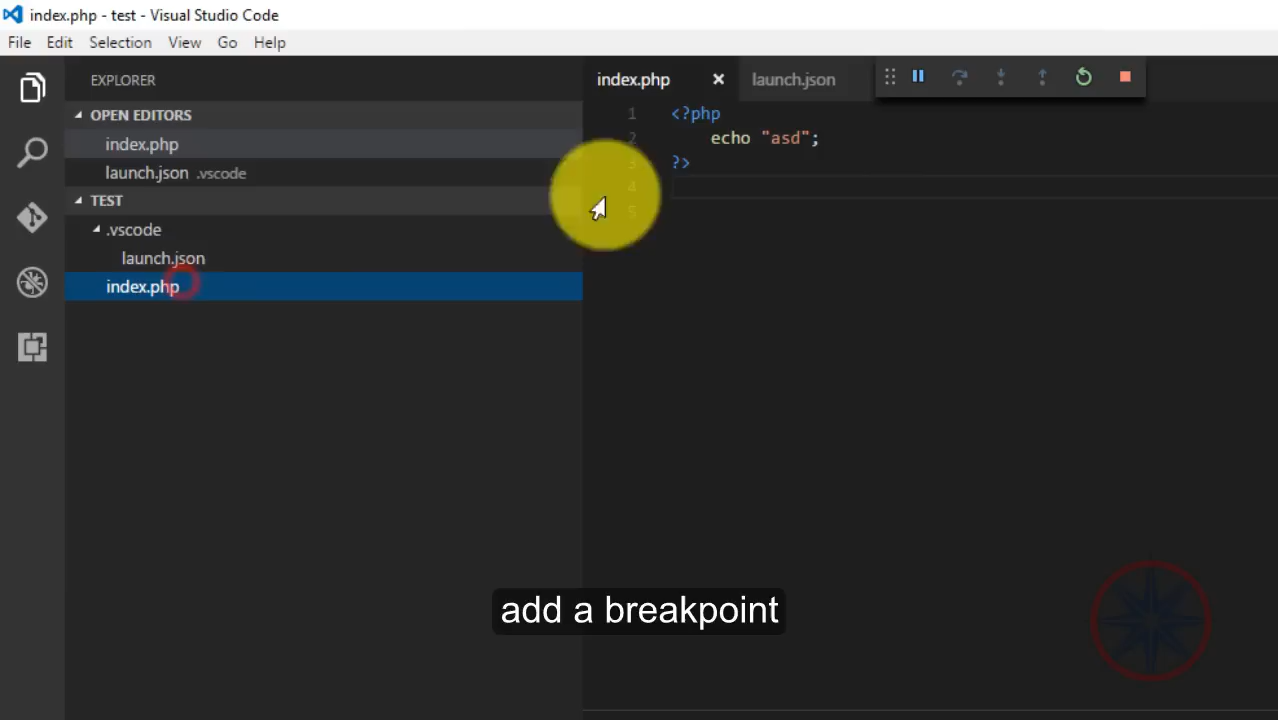 index.php - test - Visual Studio Code
File Edit Selection View Go Help
EXPLORER
OPEN EDITORS
index.php
launch.json .vscode
TEST
.vscode
launch.json
index.php
index.php launch.json
1 <?php
2 echo "asd";
3 ?>
4
5
add a breakpoint